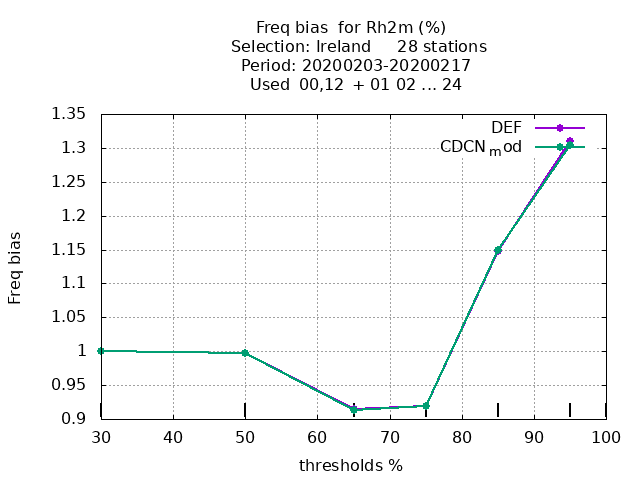 Freq bias  for Rh2m (%)
Selection: Ireland     28 stations
Period: 20200203-20200217
Used  00,12  + 01 02 ... 24
DEF
CDCNmod
Freq bias
1.35
1.3
1.25
1.2
1.15
1.1
1.05
1
0.95
0.9
30 40 50 60 70 80 90 100
thresholds %